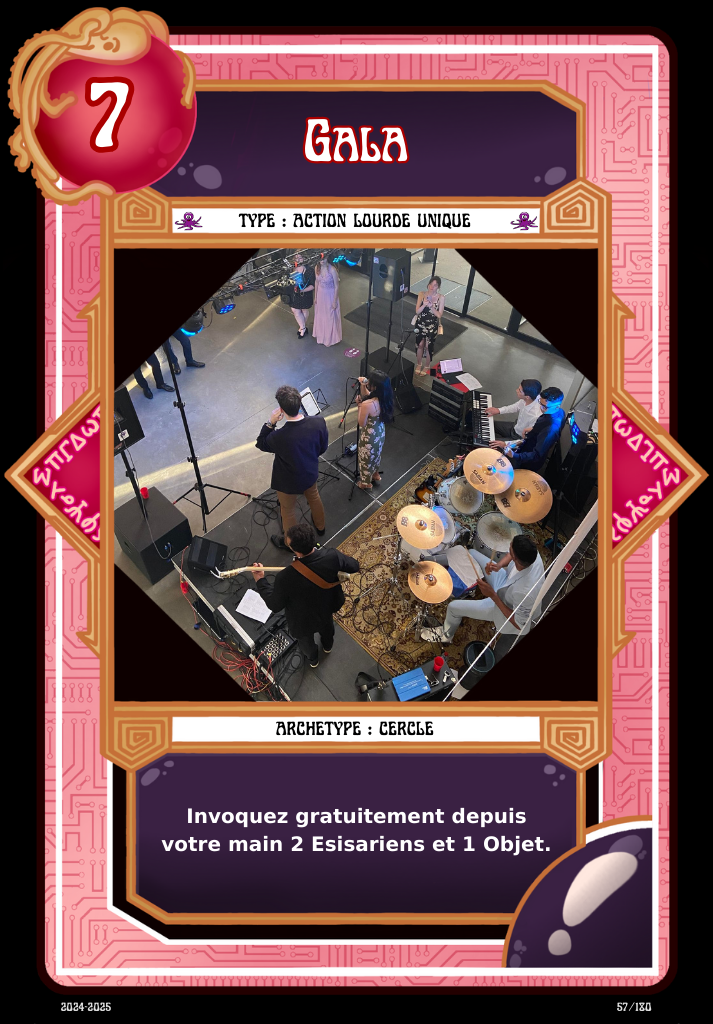 7
GALA
TYPE : ACTION LOURDE UNIQUE
ARCHETYPE : CERCLE
Invoquez gratuitement depuis
votre main 2 Esisariens et 1 Objet.
2024-2025
57/180